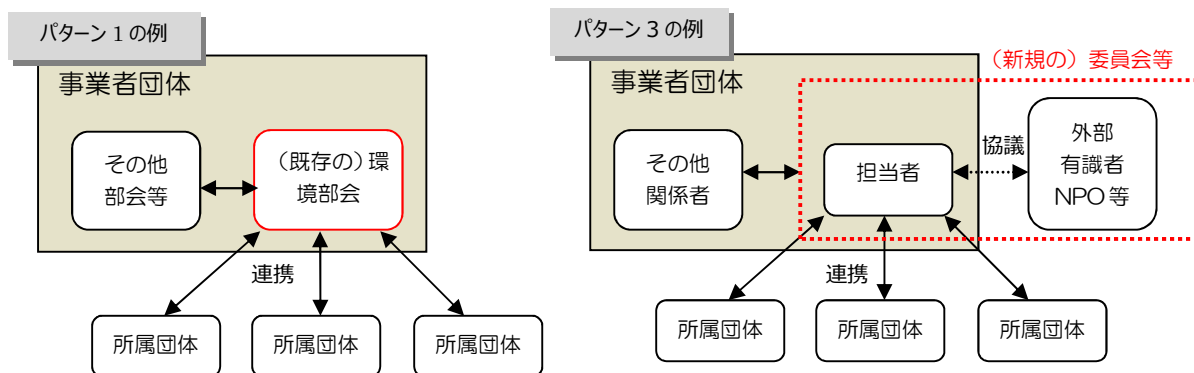 パターン１の例
事業者団体
その他
部会等
（既存の）環
境部会
連携
所属団体
所属団体
所属団体
パターン３の例
（新規の）委員会等
事業者団体
その他
関係者
担当者
協議
外部
有識者
NPO等
連携
所属団体
所属団体
所属団体